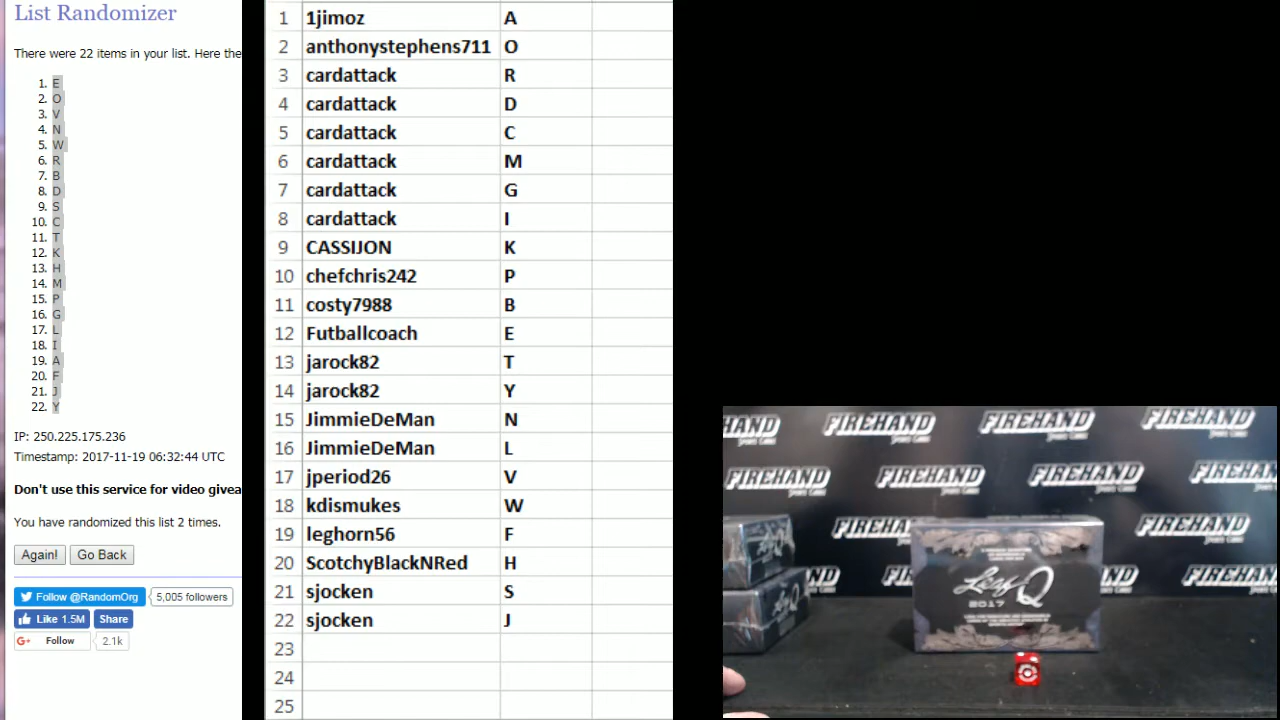 List Randomizer
There were 22 items in your list. Here the
1. E
2. O
3. V
4. N
5. W
6. R
7. B
8. D
9. S
10. C
11. T
12. K
13. H
14. M
15. P
16. G
17. L
18. I
19. A
20. F
21. J
22. Y
IP: 250.225.175.236
Timestamp: 2017-11-19 06:32:44 UTC
Don't use this service for video givea
You have randomized this list 2 times.
Again! Go Back
Follow @RandomOrg 5,005 followers
Like 1.5M Share
G+ Follow 2.1k
1 1jimoz A
2 anthonystephens711 O
3 cardattack R
4 cardattack D
5 cardattack C
6 cardattack M
7 cardattack G
8 cardattack I
9 CASSIJON K
10 chefchris242 P
11 costy7988 B
12 Futballcoach E
13 jarock82 T
14 jarock82 Y
15 JimmieDeMan N
16 JimmieDeMan L
17 jperiod26 V
18 kdismukes W
19 leghorn56 F
20 ScotchyBlackNRed H
21 sjocken S
22 sjocken J
23
24
25
HAND FIREHAND FIREHAND FIREHAND
FIREHAND FIREHAND FIREHAND FIREHAND
FIREHAND FIREHAND
Leaf Q
2017